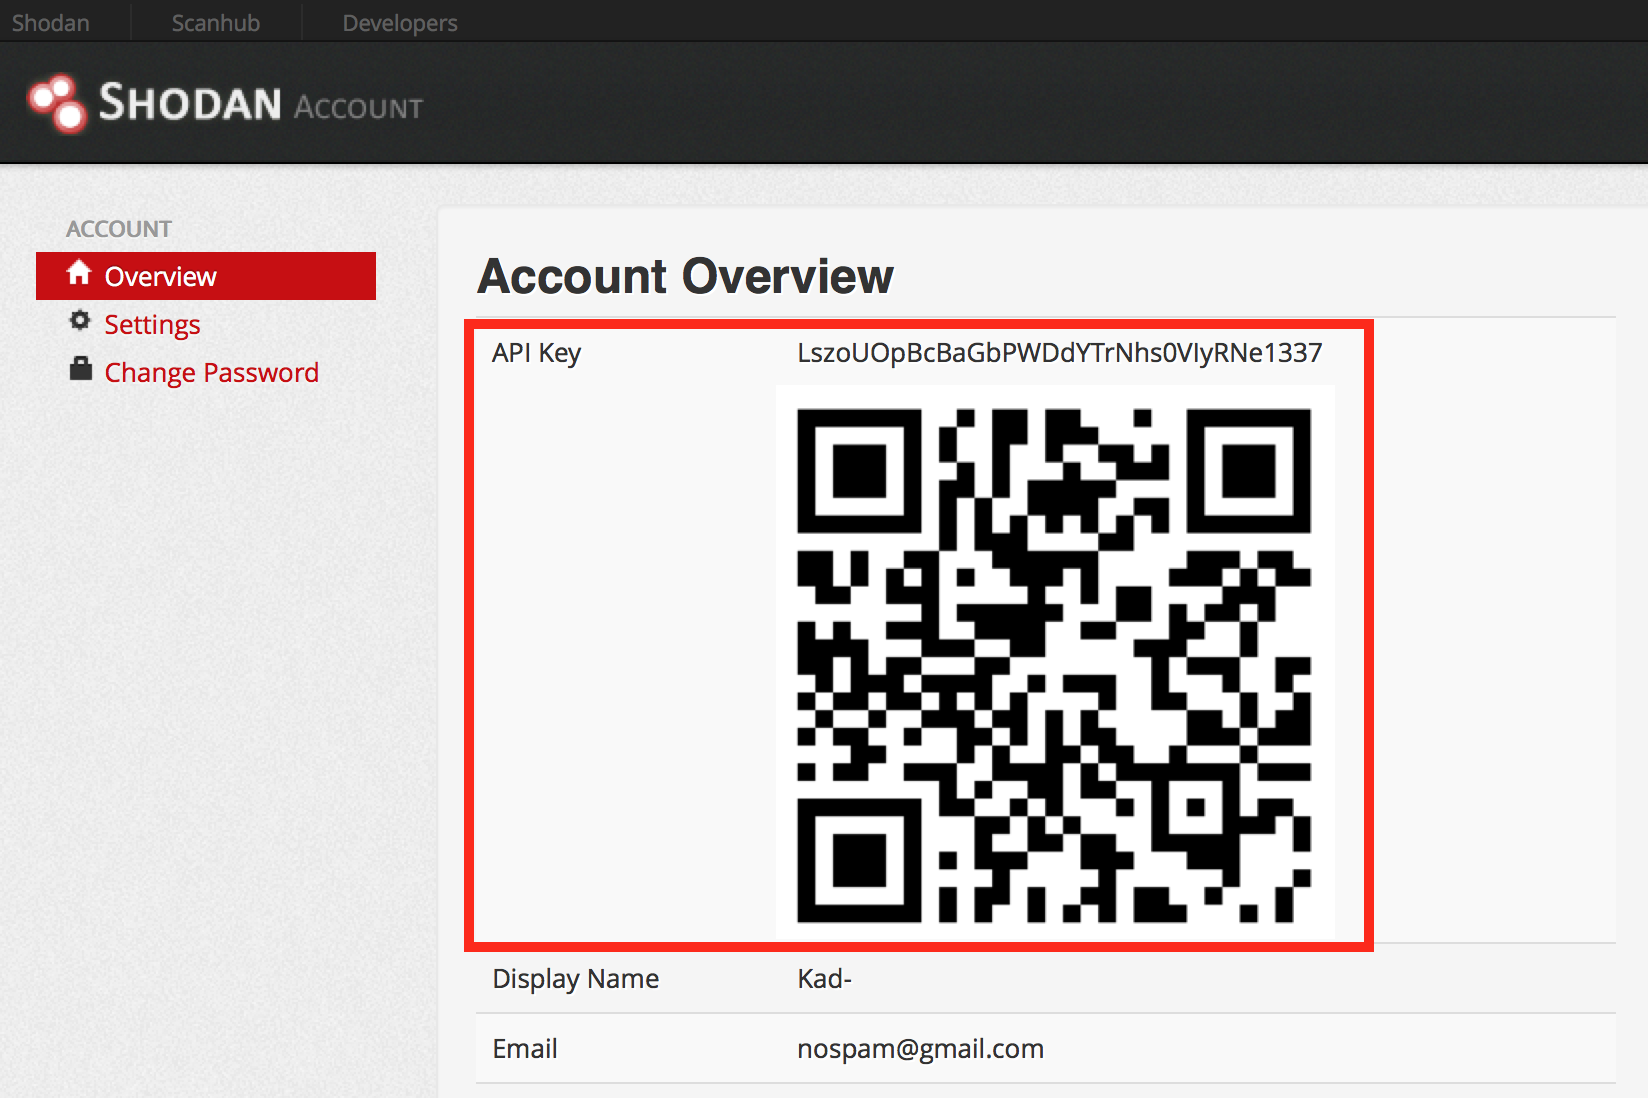 Shodan Scanhub Developers
SHODAN ACCOUNT
ACCOUNT
Overview
Settings
Change Password
Account Overview
API Key LszoUOpBcBaGbPWDdYTrNhs0VIyRNe1337
Display Name Kad-
Email nospam@gmail.com